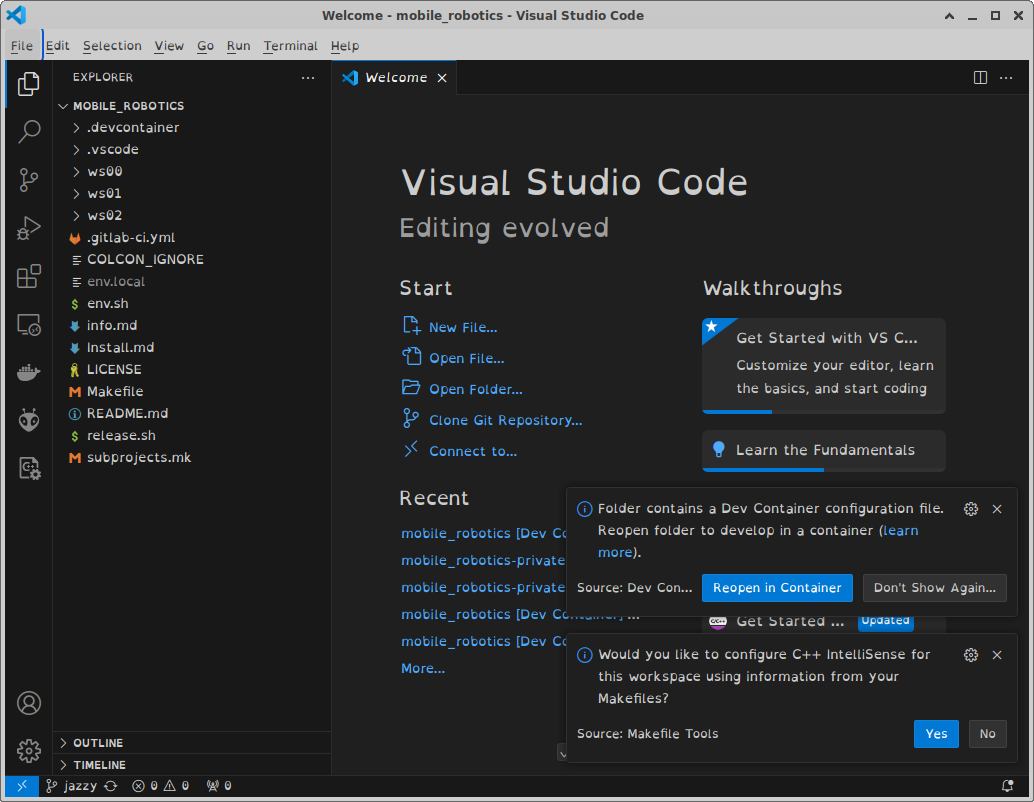 Welcome - mobile_robotics - Visual Studio Code
File Edit Selection View Go Run Terminal Help
EXPLORER
Welcome
MOBILE_ROBOTICS
.devcontainer
.vscode
ws00
ws01
ws02
.gitlab-ci.yml
COLCON_IGNORE
env.local
env.sh
info.md
Install.md
LICENSE
Makefile
README.md
release.sh
subprojects.mk
OUTLINE
TIMELINE
Visual Studio Code
Editing evolved
Start
New File...
Open File...
Open Folder...
Clone Git Repository...
Connect to...
Recent
mobile_robotics [Dev Co
mobile_robotics-private
mobile_robotics-private
mobile_robotics [Dev Container] ...
mobile_robotics [Dev Co
More...
Walkthroughs
Get Started with VS C...
Customize your editor, learn
the basics, and start coding
Learn the Fundamentals
Folder contains a Dev Container configuration file.
Reopen folder to develop in a container (learn
more).
Source: Dev Con... Reopen in Container Don't Show Again...
Get Started ... Updated
Would you like to configure C++ IntelliSense for
this workspace using information from your
Makefiles?
Source: Makefile Tools Yes No
jazzy 0 0 0